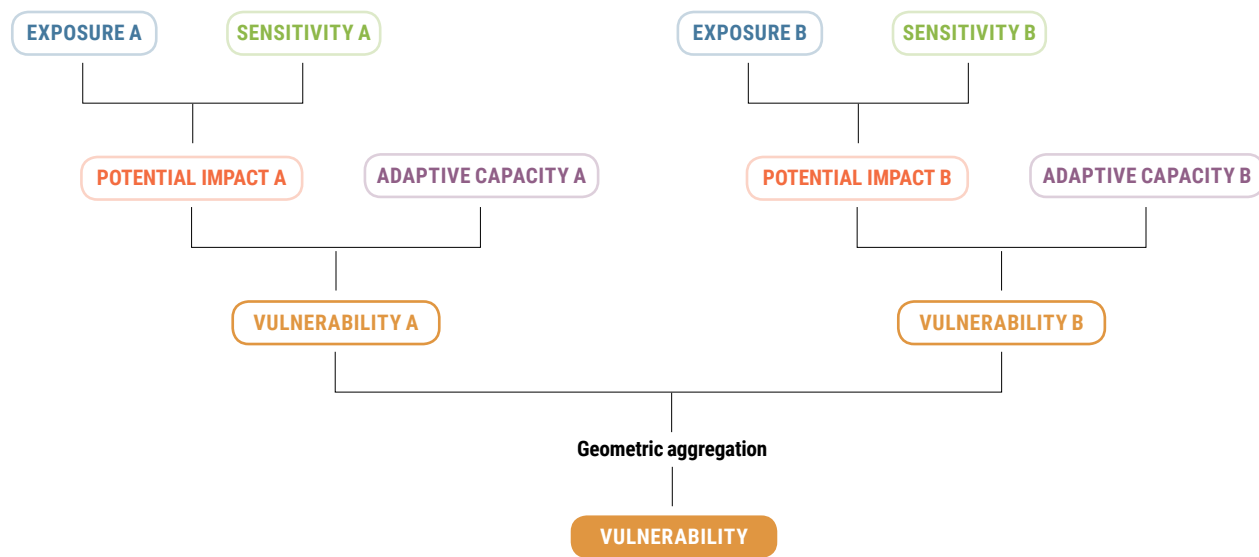 EXPOSURE A
SENSITIVITY A
EXPOSURE B
SENSITIVITY B
POTENTIAL IMPACT A
ADAPTIVE CAPACITY A
POTENTIAL IMPACT B
ADAPTIVE CAPACITY B
VULNERABILITY A
VULNERABILITY B
Geometric aggregation
VULNERABILITY